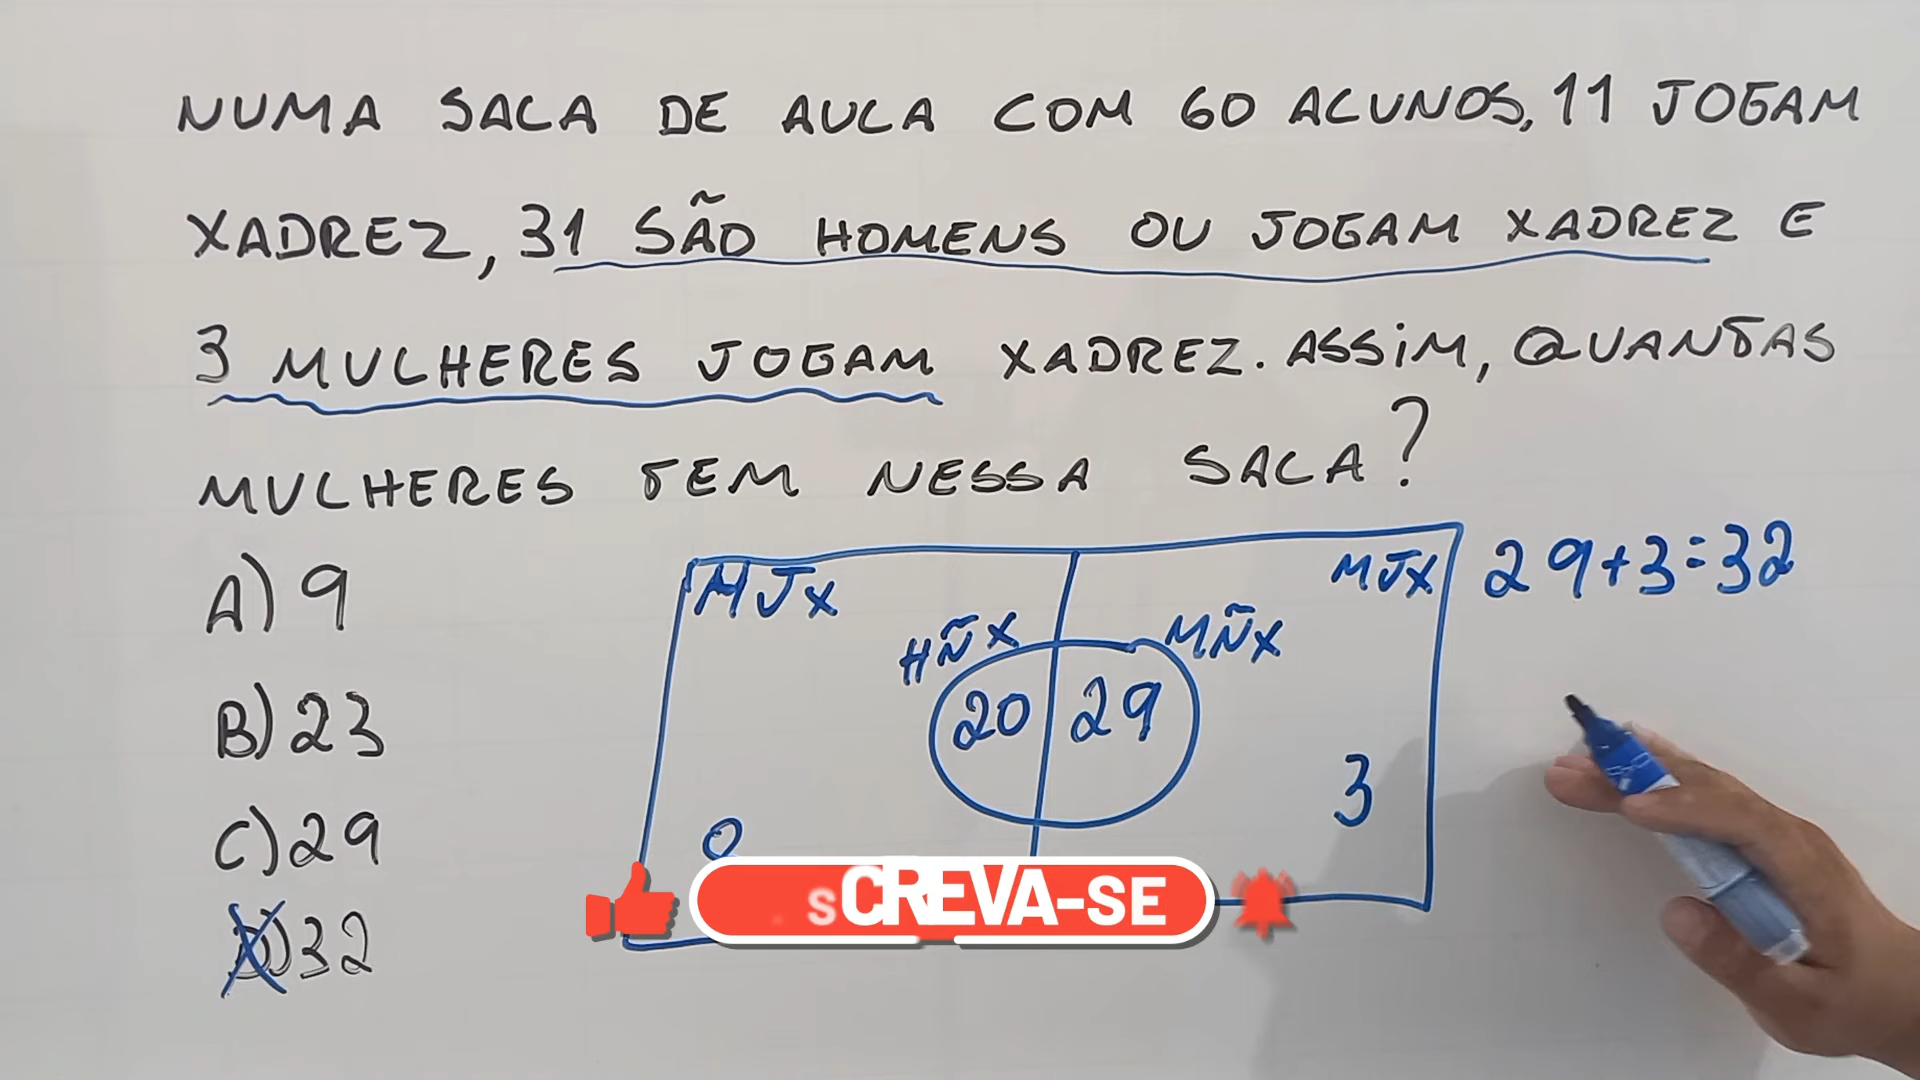 NUMA SALA DE AULA COM 60 ALUNOS, 11 JOGAM
XADREZ, 31 SÃO HOMENS OU JOGAM XADREZ E
3 MULHERES JOGAM XADREZ. ASSIM, QUANTAS
MULHERES TEM NESSA SALA?
A) 9
B) 23
C) 29
D) 32
MJX
MJX
HÑX
MÑX
20
29
3
29+3=32
SCREVA-SE